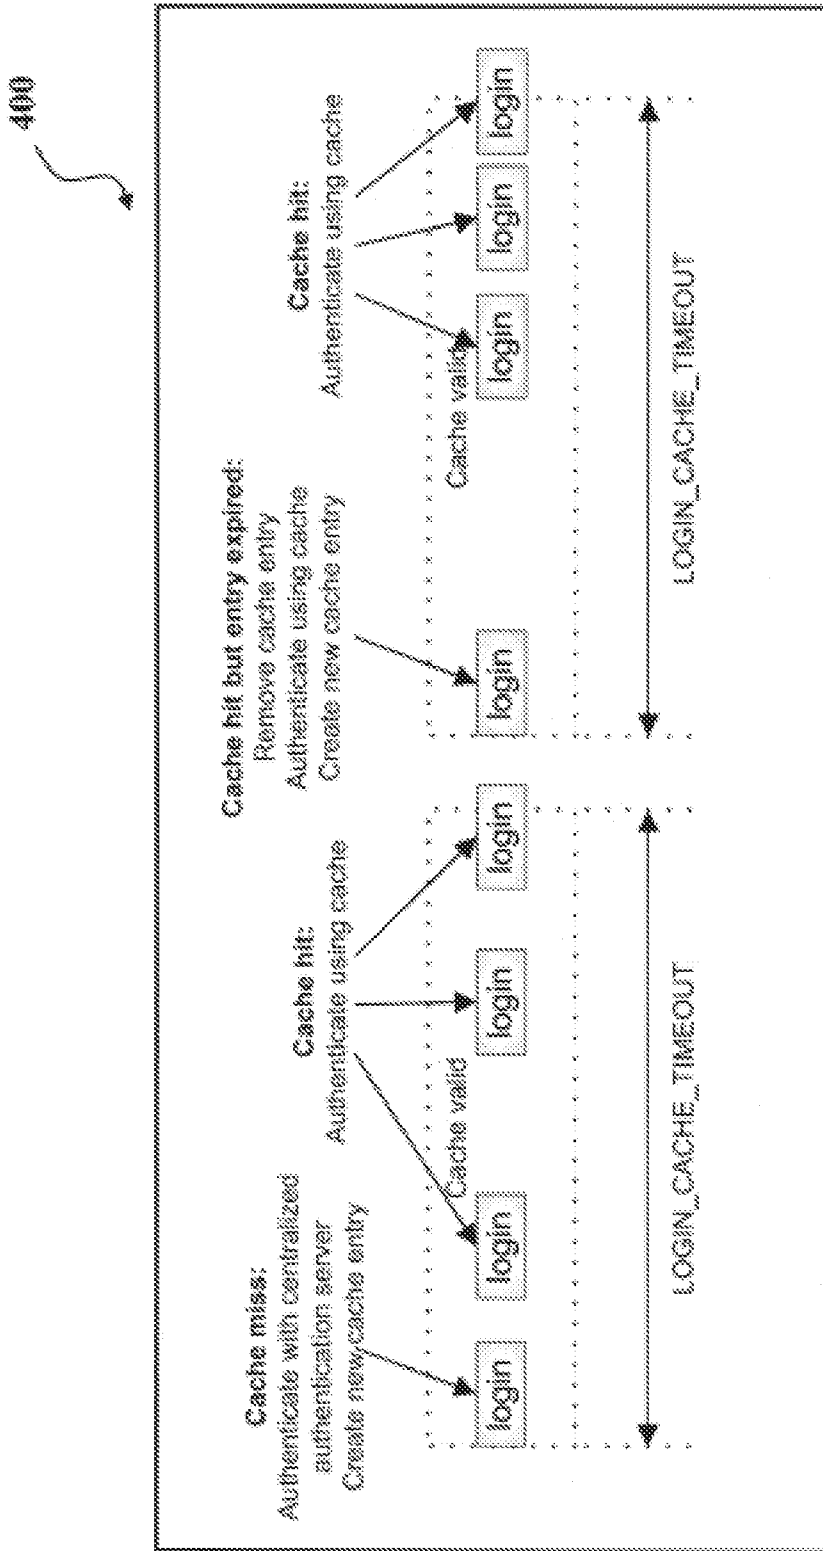 400
Cache miss:
Authenticate with centralized
authentication server
Create new cache entry
Cache hit:
Authenticate using cache
Cache hit but entry expired:
Remove cache entry
Authenticate using cache
Create new cache entry
Cache hit:
Authenticate using cache
Cache valid
Cache valid
login
login
login
login
login
login
login
login
LOGIN_CACHE_TIMEOUT
LOGIN_CACHE_TIMEOUT